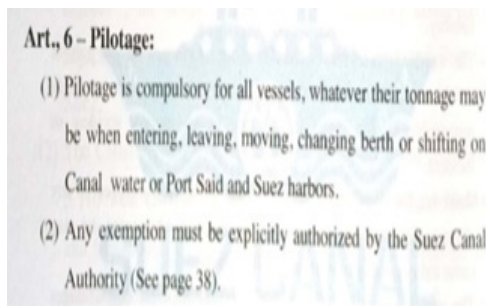 Art., 6 – Pilotage:
(1) Pilotage is compulsory for all vessels, whatever their tonnage may
be when entering, leaving, moving, changing berth or shifting on
Canal water or Port Said and Suez harbors.
(2) Any exemption must be explicitly authorized by the Suez Canal
Authority (See page 38).
SUEZ CANAL